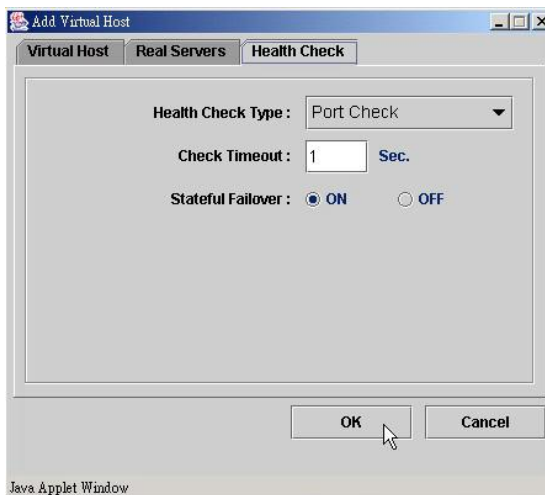 Add Virtual Host
Virtual Host Real Servers Health Check
Health Check Type : Port Check
Check Timeout : 1 Sec.
Stateful Failover : ON OFF
OK Cancel
Java Applet Window